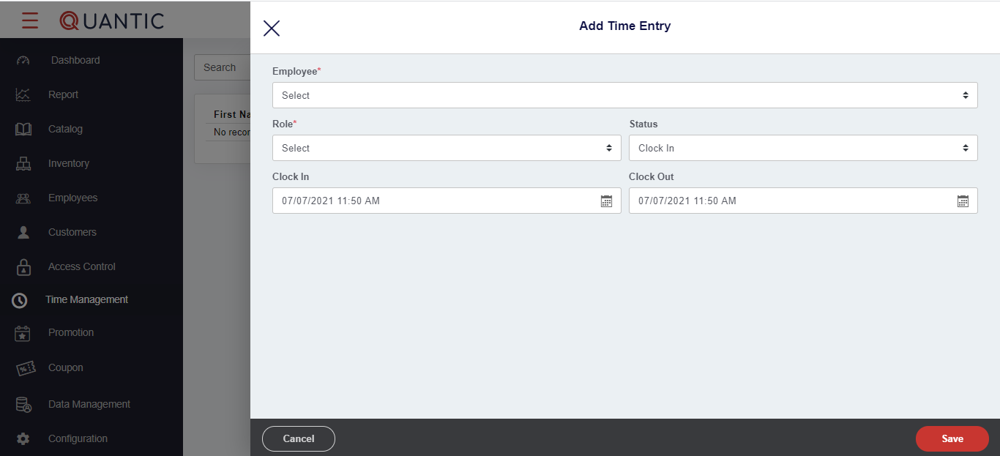 QUANTIC
Add Time Entry
Dashboard
Report
Catalog
Inventory
Employees
Customers
Access Control
Time Management
Promotion
Coupon
Data Management
Configuration
Search
First Na
No recor
Employee*
Select
Role*
Status
Select
Clock In
Clock In
Clock Out
07/07/2021 11:50 AM
07/07/2021 11:50 AM
Cancel
Save